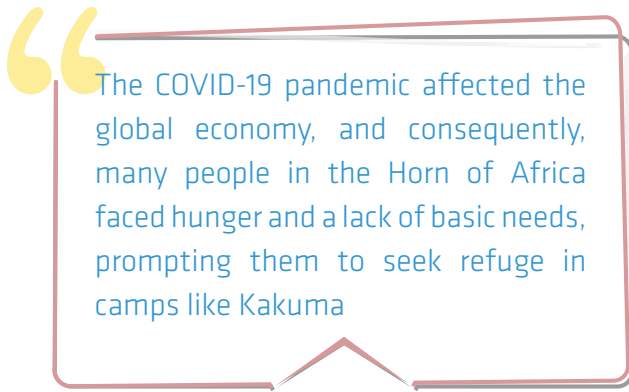 The COVID-19 pandemic affected the
global economy, and consequently,
many people in the Horn of Africa
faced hunger and a lack of basic needs,
prompting them to seek refuge in
camps like Kakuma